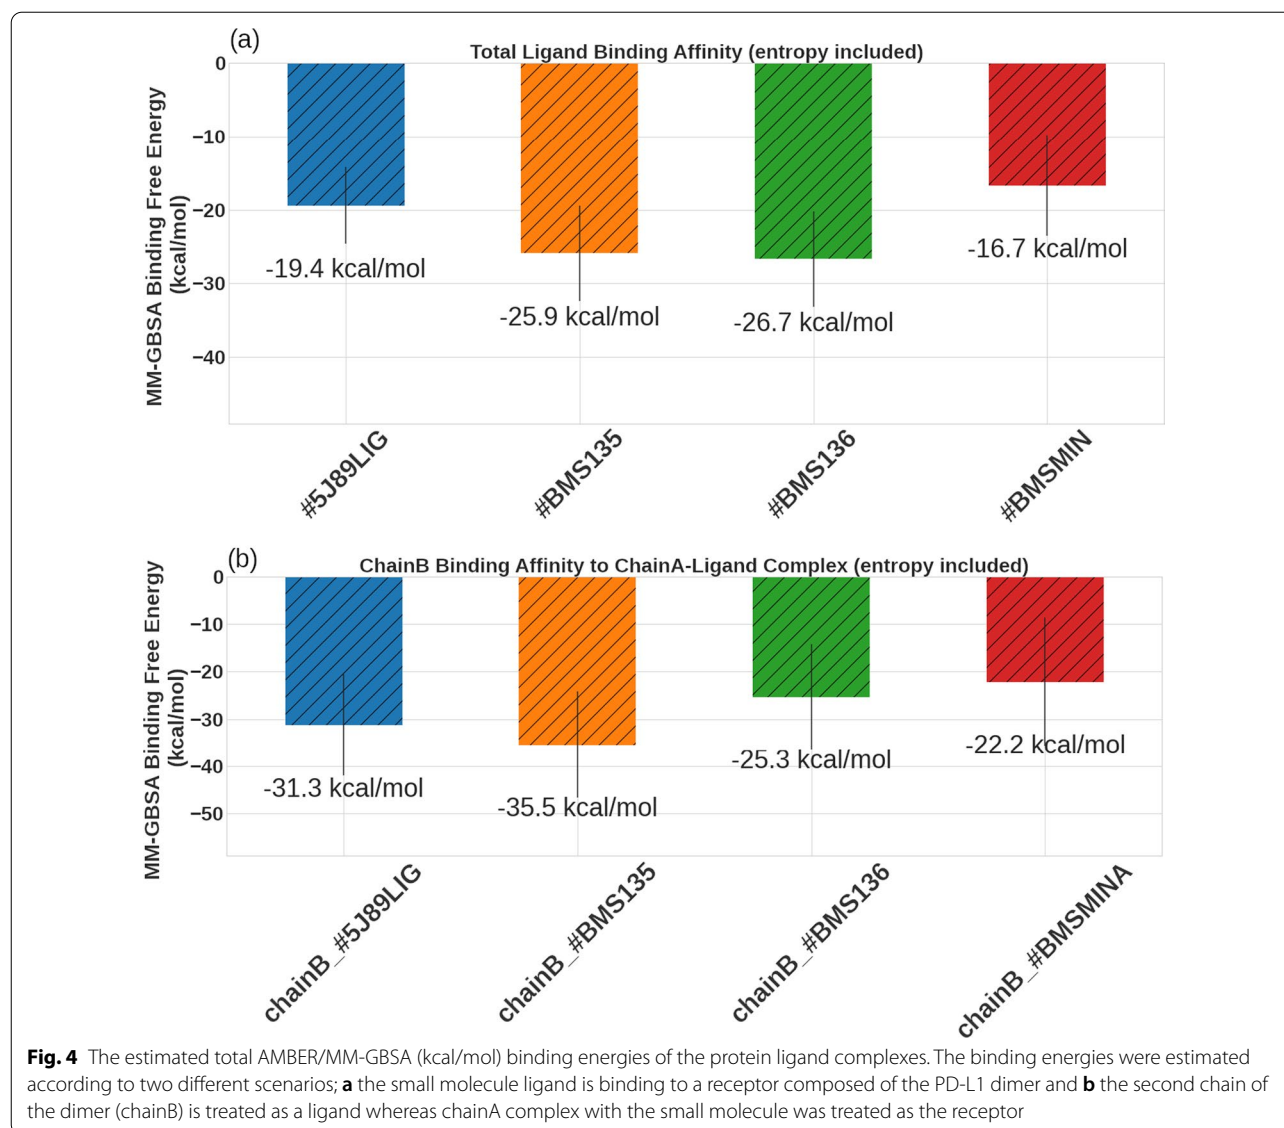 (a)
Total Ligand Binding Affinity (entropy included)
MM-GBSA Binding Free Energy
(kcal/mol)
0
−10
−20
−30
−40
-19.4 kcal/mol
-25.9 kcal/mol
-26.7 kcal/mol
-16.7 kcal/mol
#5J89LIG
#BMS135
#BMS136
#BMSMIN
(b)
ChainB Binding Affinity to ChainA-Ligand Complex (entropy included)
MM-GBSA Binding Free Energy
(kcal/mol)
0
−10
−20
−30
−40
−50
-31.3 kcal/mol
-35.5 kcal/mol
-25.3 kcal/mol
-22.2 kcal/mol
chainB_#5J89LIG
chainB_#BMS135
chainB_#BMS136
chainB_#BMSMINA
Fig. 4 The estimated total AMBER/MM-GBSA (kcal/mol) binding energies of the protein ligand complexes. The binding energies were estimated
according to two different scenarios; a the small molecule ligand is binding to a receptor composed of the PD-L1 dimer and b the second chain of
the dimer (chainB) is treated as a ligand whereas chainA complex with the small molecule was treated as the receptor